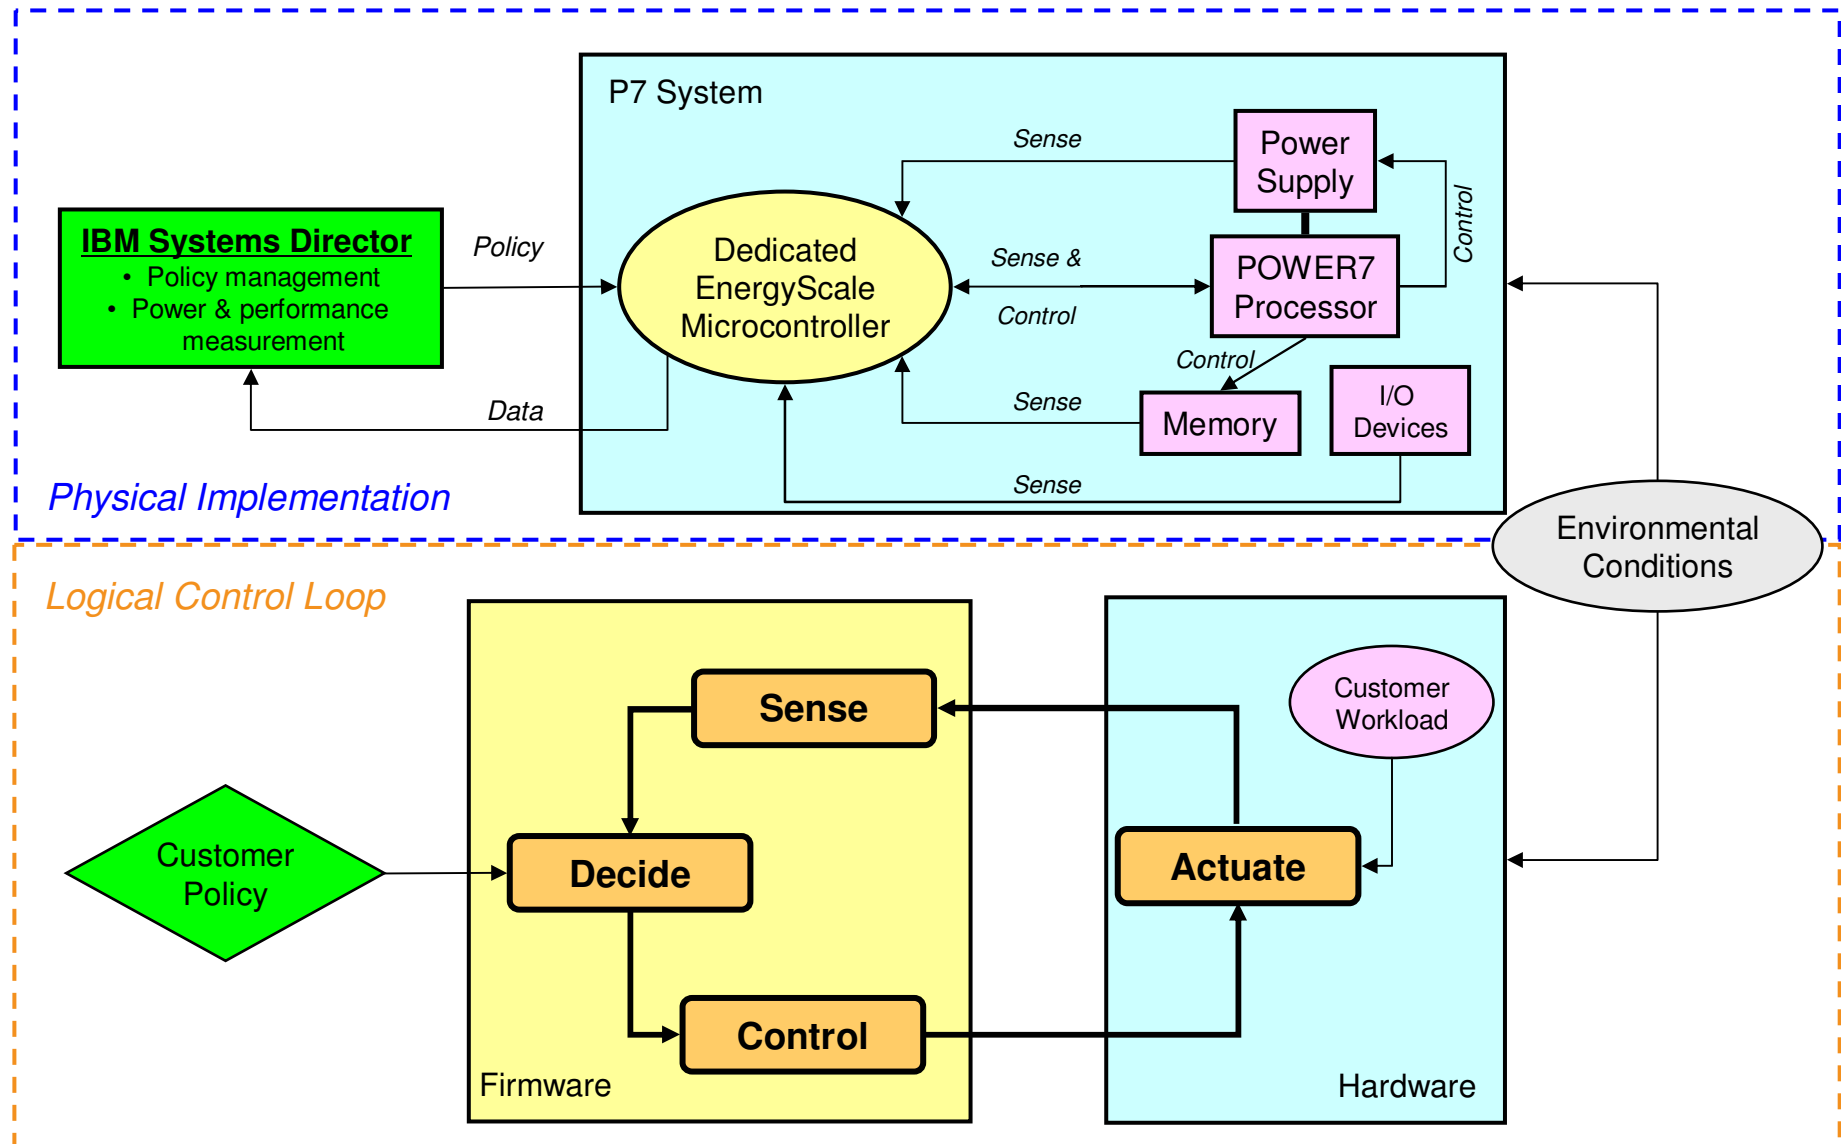 P7 System
Sense
Power
Supply
Control
IBM Systems Director
• Policy management
• Power & performance
measurement
Policy
Dedicated
EnergyScale
Microcontroller
Sense &
Control
POWER7
Processor
Control
Data
Sense
Memory
I/O
Devices
Sense
Physical Implementation
Environmental
Conditions
Logical Control Loop
Sense
Customer
Workload
Customer
Policy
Decide
Actuate
Control
Firmware
Hardware